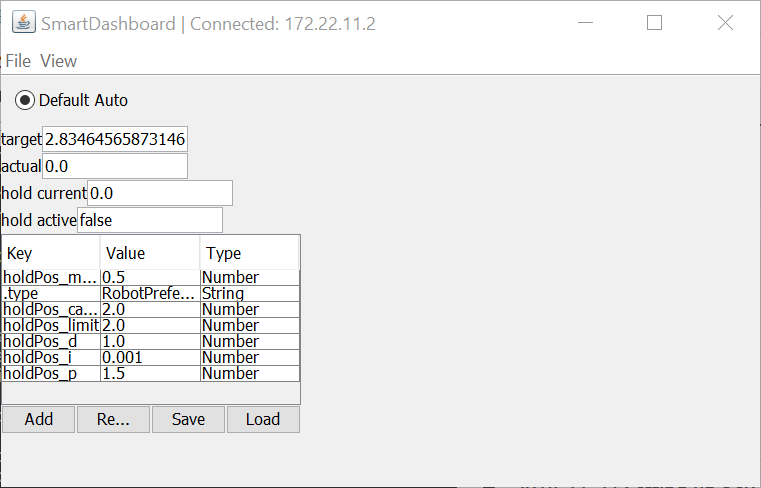 SmartDashboard | Connected: 172.22.11.2
File View
Default Auto
target 2.83464565873146
actual 0.0
hold current 0.0
hold active false
Key Value Type
holdPos_m... 0.5 Number
.type RobotPrefe... String
holdPos_ca... 2.0 Number
holdPos_limit 2.0 Number
holdPos_d 1.0 Number
holdPos_i 0.001 Number
holdPos_p 1.5 Number
Add Re... Save Load